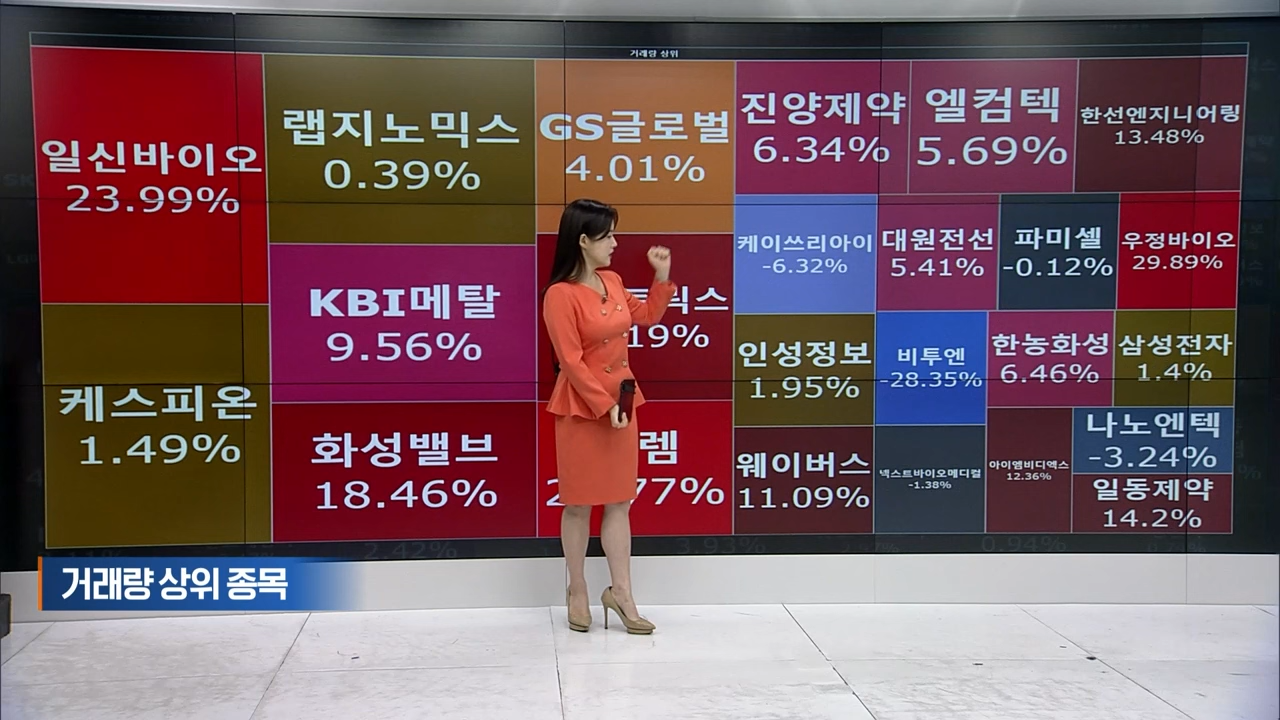 거래량 상위
일신바이오
23.99%
케스피온
1.49%
랩지노믹스
0.39%
KBI메탈
9.56%
화성밸브
18.46%
GS글로벌
4.01%
믹스
19%
렘
77%
진양제약
6.34%
엘컴텍
5.69%
한선엔지니어링
13.48%
케이쓰리아이
-6.32%
대원전선
5.41%
파미셀
-0.12%
우정바이오
29.89%
인성정보
1.95%
비투엔
-28.35%
한농화성
6.46%
삼성전자
1.4%
웨이버스
11.09%
넥스트바이오메디컬
-1.38%
아이엠비디엑스
12.36%
나노엔텍
-3.24%
일동제약
14.2%
2.42%
3.93%
0.94%
거래량 상위 종목